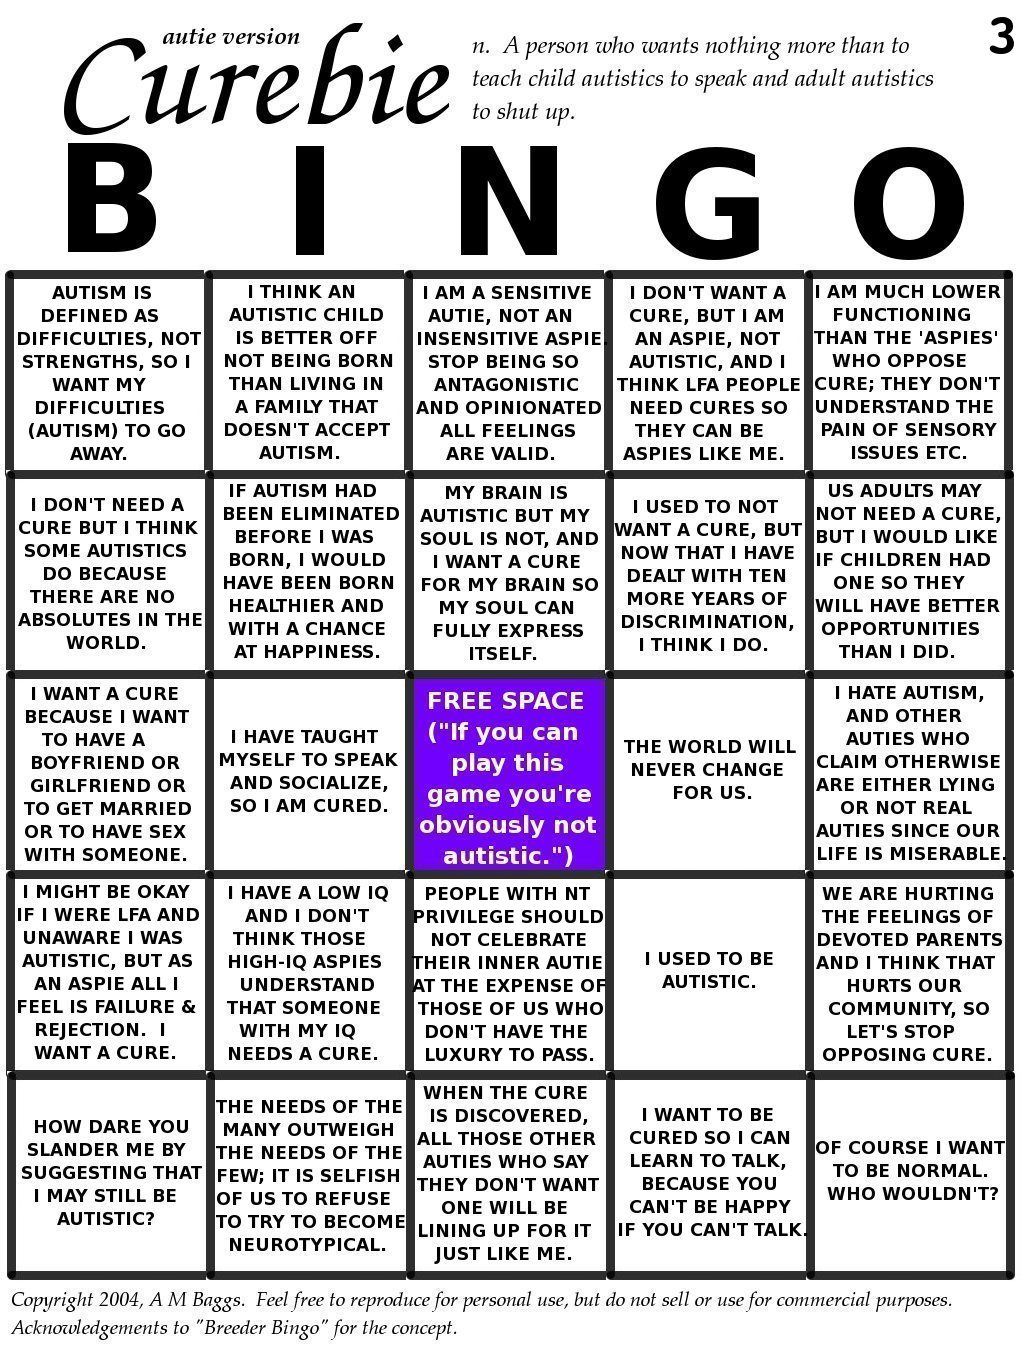 autie version
Curebie
n. A person who wants nothing more than to
teach child autistics to speak and adult autistics
to shut up.
3
B I N G O
AUTISM IS
DEFINED AS
DIFFICULTIES, NOT
STRENGTHS, SO I
WANT MY
DIFFICULTIES
(AUTISM) TO GO
AWAY.
I THINK AN
AUTISTIC CHILD
IS BETTER OFF
NOT BEING BORN
THAN LIVING IN
A FAMILY THAT
DOESN'T ACCEPT
AUTISM.
I AM A SENSITIVE
AUTIE, NOT AN
INSENSITIVE ASPIE.
STOP BEING SO
ANTAGONISTIC
AND OPINIONATED
ALL FEELINGS
ARE VALID.
I DON'T WANT A
CURE, BUT I AM
AN ASPIE, NOT
AUTISTIC, AND I
THINK LFA PEOPLE
NEED CURES SO
THEY CAN BE
ASPIES LIKE ME.
I AM MUCH LOWER
FUNCTIONING
THAN THE 'ASPIES'
WHO OPPOSE
CURE; THEY DON'T
UNDERSTAND THE
PAIN OF SENSORY
ISSUES ETC.
I DON'T NEED A
CURE BUT I THINK
SOME AUTISTICS
DO BECAUSE
THERE ARE NO
ABSOLUTES IN THE
WORLD.
IF AUTISM HAD
BEEN ELIMINATED
BEFORE I WAS
BORN, I WOULD
HAVE BEEN BORN
HEALTHIER AND
WITH A CHANCE
AT HAPPINESS.
MY BRAIN IS
AUTISTIC BUT MY
SOUL IS NOT, AND
I WANT A CURE
FOR MY BRAIN SO
MY SOUL CAN
FULLY EXPRESS
ITSELF.
I USED TO NOT
WANT A CURE, BUT
NOW THAT I HAVE
DEALT WITH TEN
MORE YEARS OF
DISCRIMINATION,
I THINK I DO.
US ADULTS MAY
NOT NEED A CURE,
BUT I WOULD LIKE
IF CHILDREN HAD
ONE SO THEY
WILL HAVE BETTER
OPPORTUNITIES
THAN I DID.
I WANT A CURE
BECAUSE I WANT
TO HAVE A
BOYFRIEND OR
GIRLFRIEND OR
TO GET MARRIED
OR TO HAVE SEX
WITH SOMEONE.
I HAVE TAUGHT
MYSELF TO SPEAK
AND SOCIALIZE,
SO I AM CURED.
FREE SPACE
("If you can
play this
game you're
obviously not
autistic.")
THE WORLD WILL
NEVER CHANGE
FOR US.
I HATE AUTISM,
AND OTHER
AUTIES WHO
CLAIM OTHERWISE
ARE EITHER LYING
OR NOT REAL
AUTIES SINCE OUR
LIFE IS MISERABLE.
I MIGHT BE OKAY
IF I WERE LFA AND
UNAWARE I WAS
AUTISTIC, BUT AS
AN ASPIE ALL I
FEEL IS FAILURE &
REJECTION. I
WANT A CURE.
I HAVE A LOW IQ
AND I DON'T
THINK THOSE
HIGH-IQ ASPIES
UNDERSTAND
THAT SOMEONE
WITH MY IQ
NEEDS A CURE.
PEOPLE WITH NT
PRIVILEGE SHOULD
NOT CELEBRATE
THEIR INNER AUTIE
AT THE EXPENSE OF
THOSE OF US WHO
DON'T HAVE THE
LUXURY TO PASS.
I USED TO BE
AUTISTIC.
WE ARE HURTING
THE FEELINGS OF
DEVOTED PARENTS
AND I THINK THAT
HURTS OUR
COMMUNITY, SO
LET'S STOP
OPPOSING CURE.
HOW DARE YOU
SLANDER ME BY
SUGGESTING THAT
I MAY STILL BE
AUTISTIC?
THE NEEDS OF THE
MANY OUTWEIGH
THE NEEDS OF THE
FEW; IT IS SELFISH
OF US TO REFUSE
TO TRY TO BECOME
NEUROTYPICAL.
WHEN THE CURE
IS DISCOVERED,
ALL THOSE OTHER
AUTIES WHO SAY
THEY DON'T WANT
ONE WILL BE
LINING UP FOR IT
JUST LIKE ME.
I WANT TO BE
CURED SO I CAN
LEARN TO TALK,
BECAUSE YOU
CAN'T BE HAPPY
IF YOU CAN'T TALK.
OF COURSE I WANT
TO BE NORMAL.
WHO WOULDN'T?
Copyright 2004, A M Baggs. Feel free to reproduce for personal use, but do not sell or use for commercial purposes.
Acknowledgements to "Breeder Bingo" for the concept.